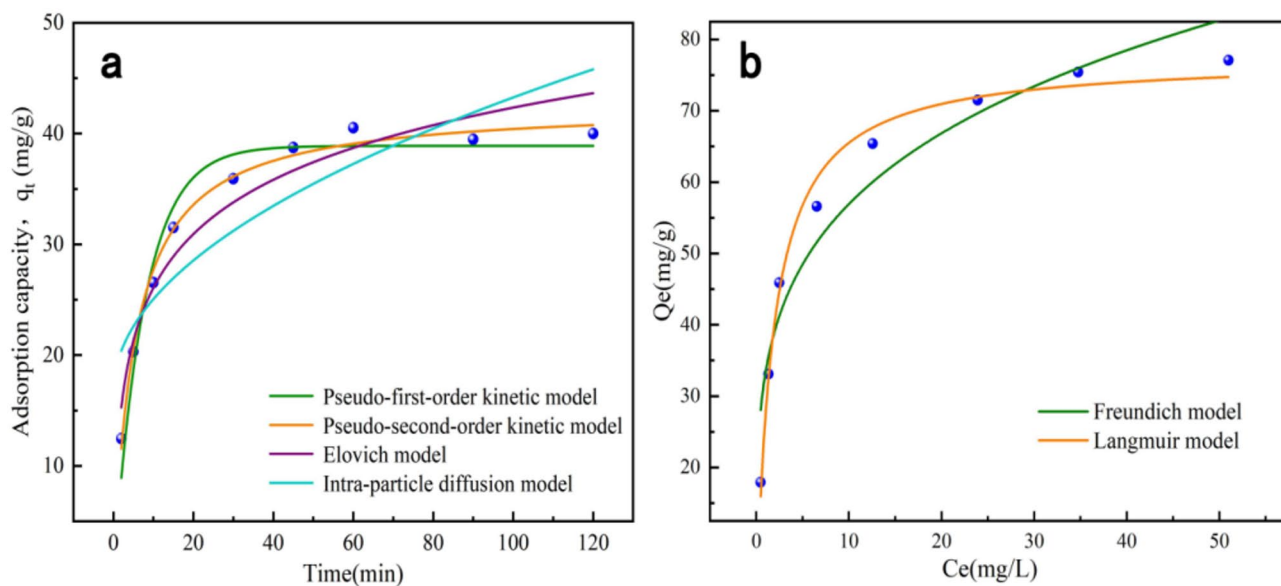 a
Adsorption capacity, qt (mg/g)
50
40
30
20
10
Pseudo-first-order kinetic model
Pseudo-second-order kinetic model
Elovich model
Intra-particle diffusion model
0 20 40 60 80 100 120
Time(min)
b
Qe(mg/g)
80
70
60
50
40
30
20
Freundich model
Langmuir model
0 10 20 30 40 50
Ce(mg/L)